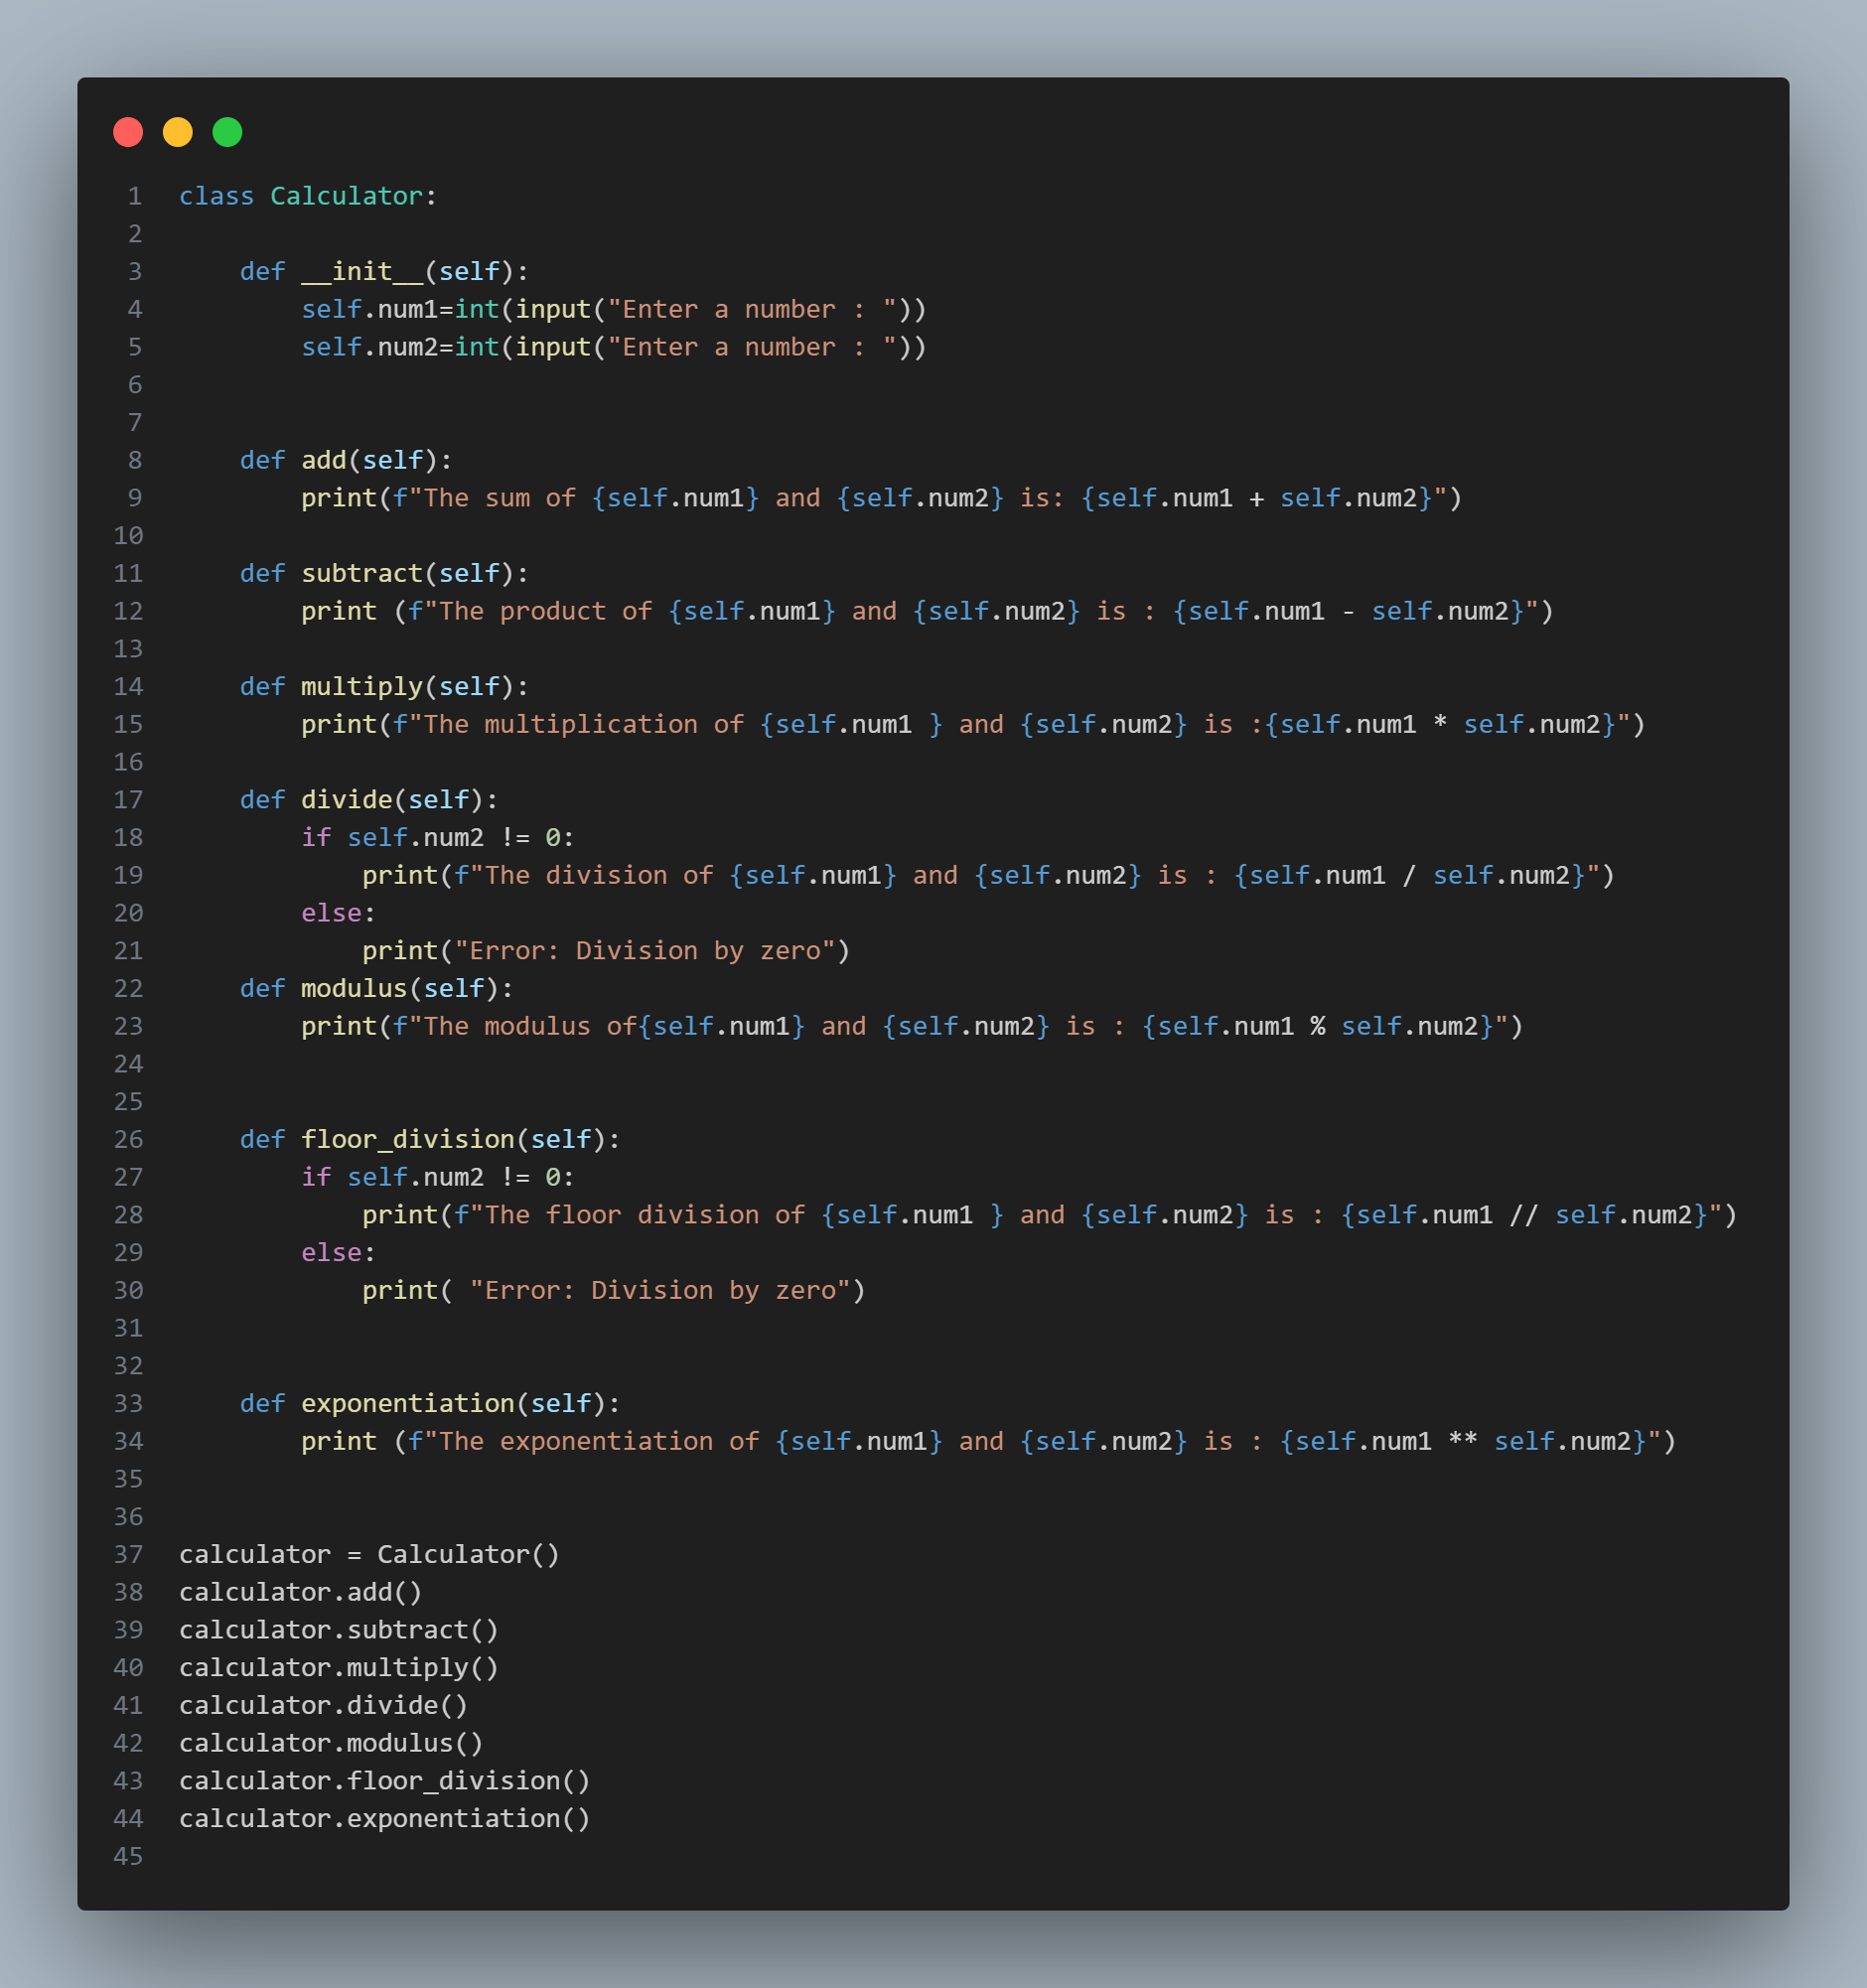 1 class Calculator:
2
3     def __init__(self):
4         self.num1=int(input("Enter a number : "))
5         self.num2=int(input("Enter a number : "))
6
7
8     def add(self):
9         print(f"The sum of {self.num1} and {self.num2} is: {self.num1 + self.num2}")
10
11     def subtract(self):
12         print (f"The product of {self.num1} and {self.num2} is : {self.num1 - self.num2}")
13
14     def multiply(self):
15         print(f"The multiplication of {self.num1 } and {self.num2} is :{self.num1 * self.num2}")
16
17     def divide(self):
18         if self.num2 != 0:
19             print(f"The division of {self.num1} and {self.num2} is : {self.num1 / self.num2}")
20         else:
21             print("Error: Division by zero")
22     def modulus(self):
23         print(f"The modulus of{self.num1} and {self.num2} is : {self.num1 % self.num2}")
24
25
26     def floor_division(self):
27         if self.num2 != 0:
28             print(f"The floor division of {self.num1 } and {self.num2} is : {self.num1 // self.num2}")
29         else:
30             print( "Error: Division by zero")
31
32
33     def exponentiation(self):
34         print (f"The exponentiation of {self.num1} and {self.num2} is : {self.num1 ** self.num2}")
35
36
37 calculator = Calculator()
38 calculator.add()
39 calculator.subtract()
40 calculator.multiply()
41 calculator.divide()
42 calculator.modulus()
43 calculator.floor_division()
44 calculator.exponentiation()
45